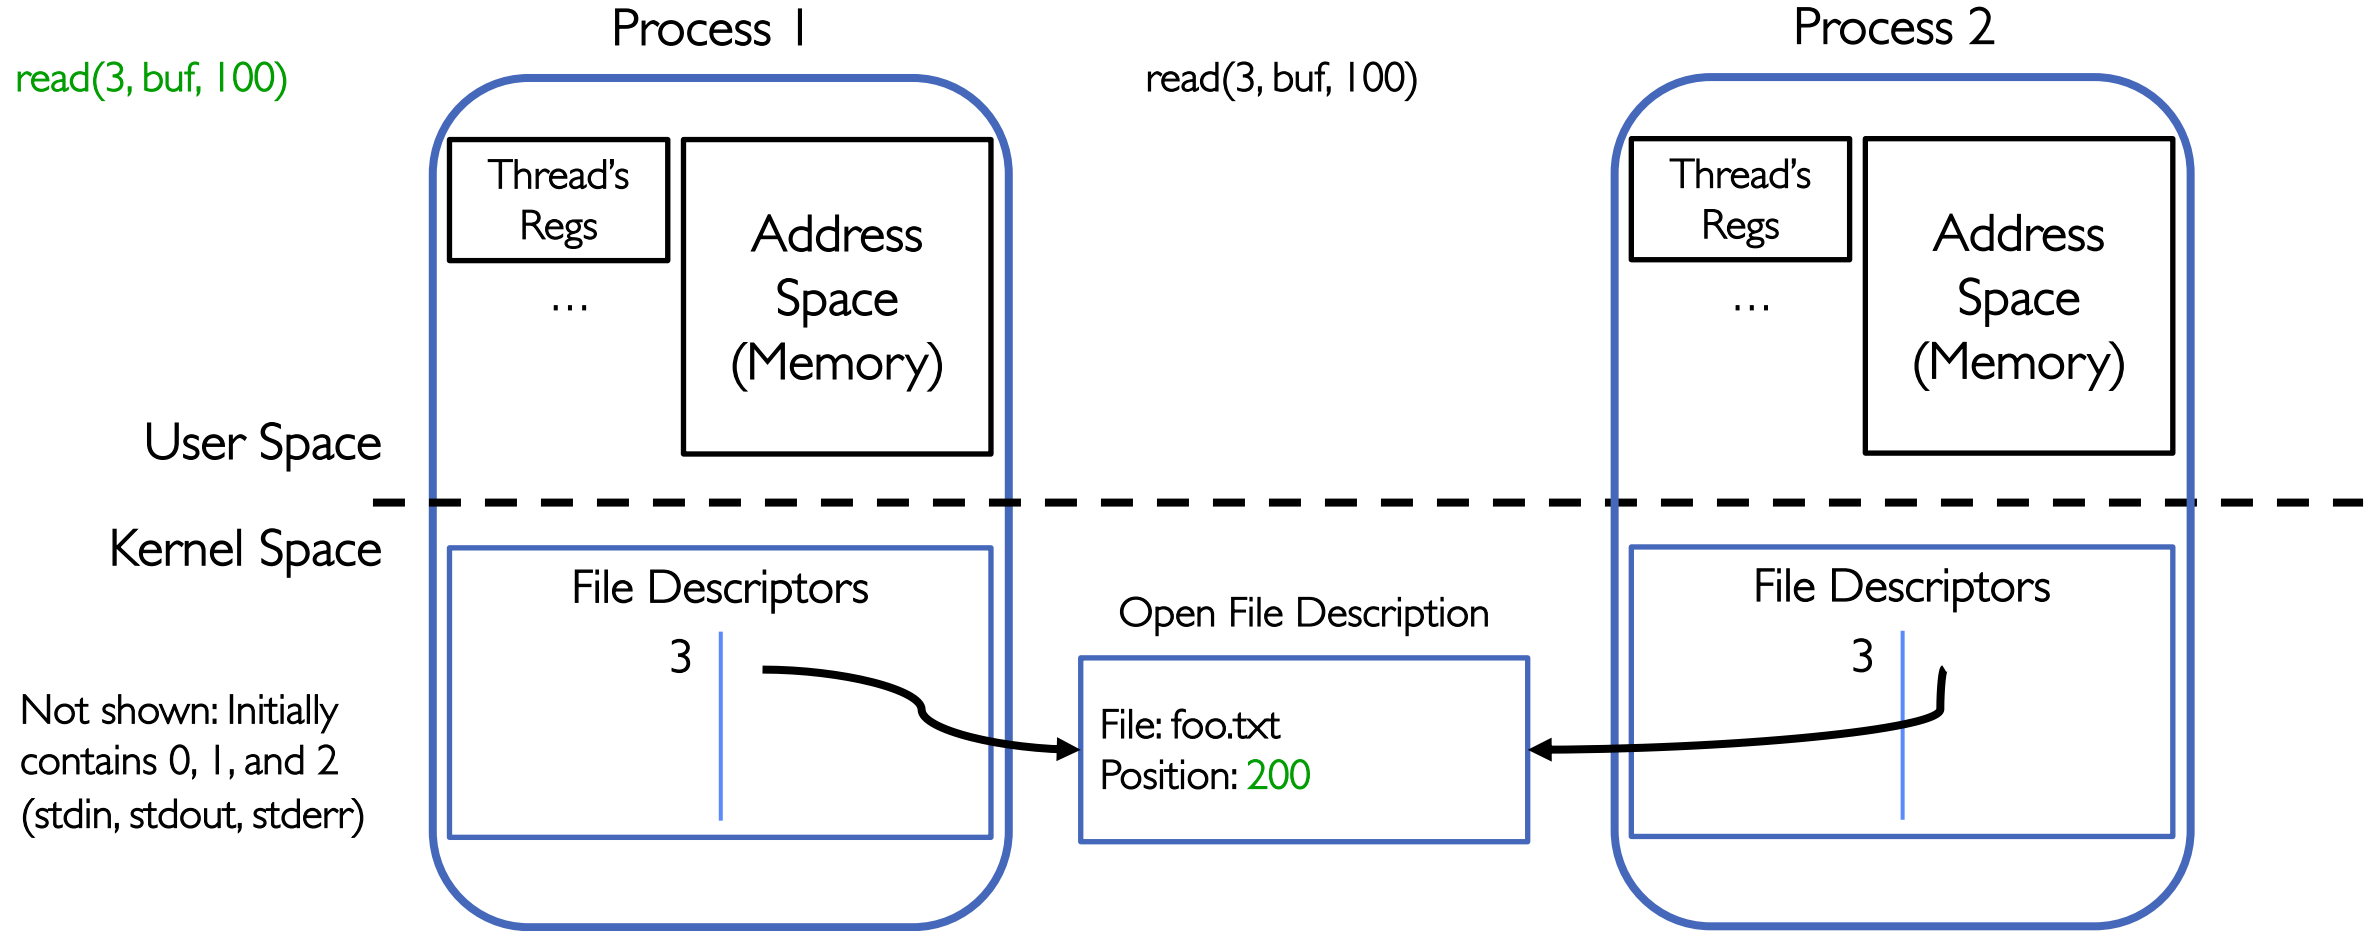 Process 1
Process 2
read(3, buf, 100)
read(3, buf, 100)
Thread's
Regs
...
Address
Space
(Memory)
Thread's
Regs
...
Address
Space
(Memory)
User Space
Kernel Space
File Descriptors
3
Open File Description
File: foo.txt
Position: 200
File Descriptors
3
Not shown: Initially
contains 0, 1, and 2
(stdin, stdout, stderr)